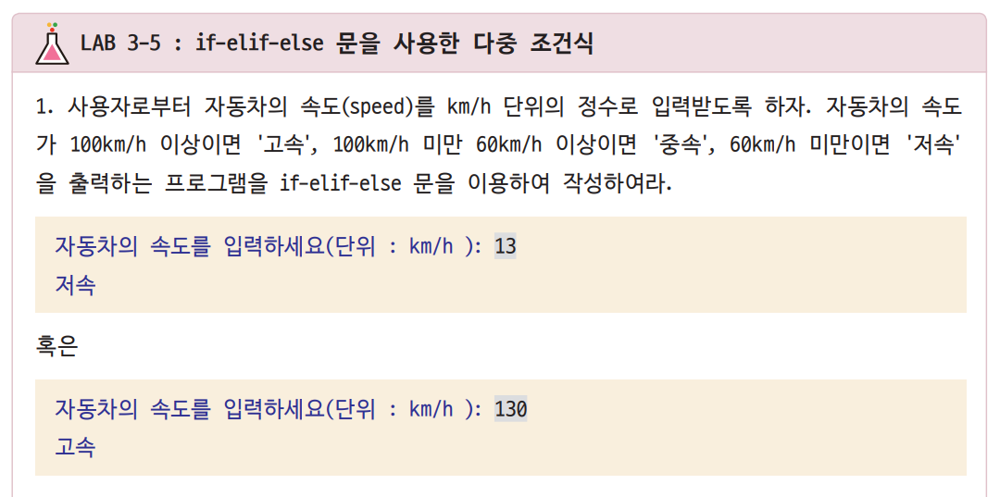 LAB 3-5 : if-elif-else 문을 사용한 다중 조건식
1. 사용자로부터 자동차의 속도(speed)를 km/h 단위의 정수로 입력받도록 하자. 자동차의 속도
가 100km/h 이상이면 '고속', 100km/h 미만 60km/h 이상이면 '중속', 60km/h 미만이면 '저속'
을 출력하는 프로그램을 if-elif-else 문을 이용하여 작성하여라.
자동차의 속도를 입력하세요(단위 : km/h ): 13
저속
혹은
자동차의 속도를 입력하세요(단위 : km/h ): 130
고속